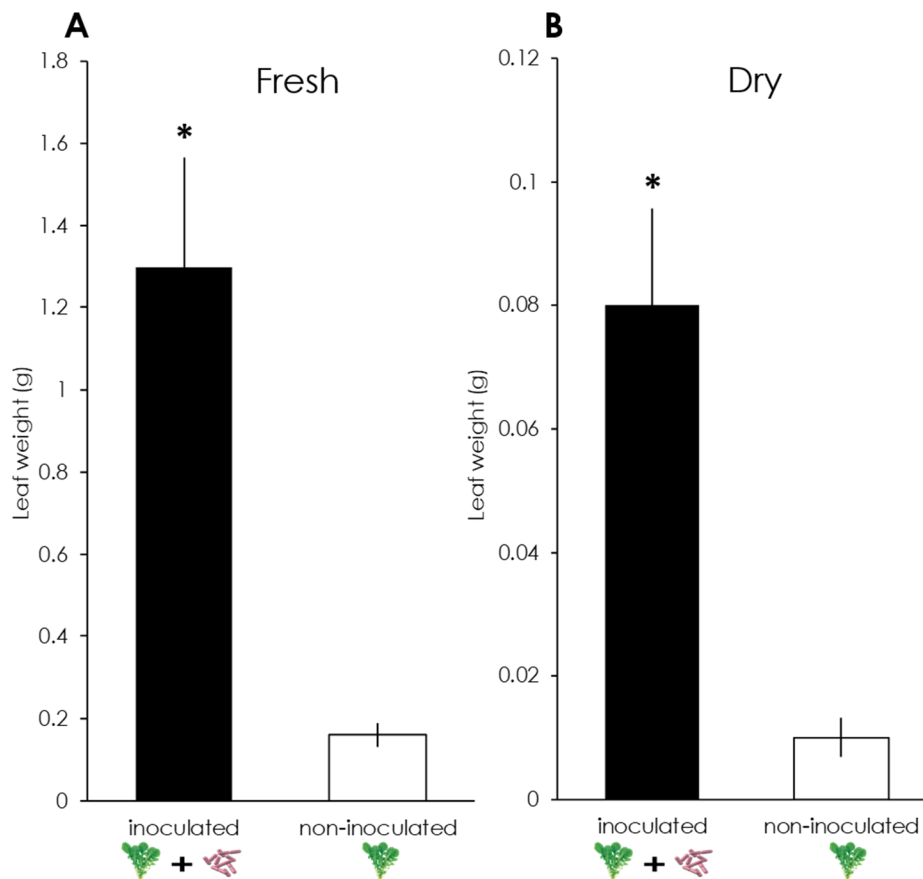 A
Fresh
1.8
1.6
1.4
1.2
1
0.8
0.6
0.4
0.2
0
Leaf weight (g)
*
inoculated
non-inoculated
+
B
Dry
0.12
0.1
0.08
0.06
0.04
0.02
0
Leaf weight (g)
*
inoculated
non-inoculated
+